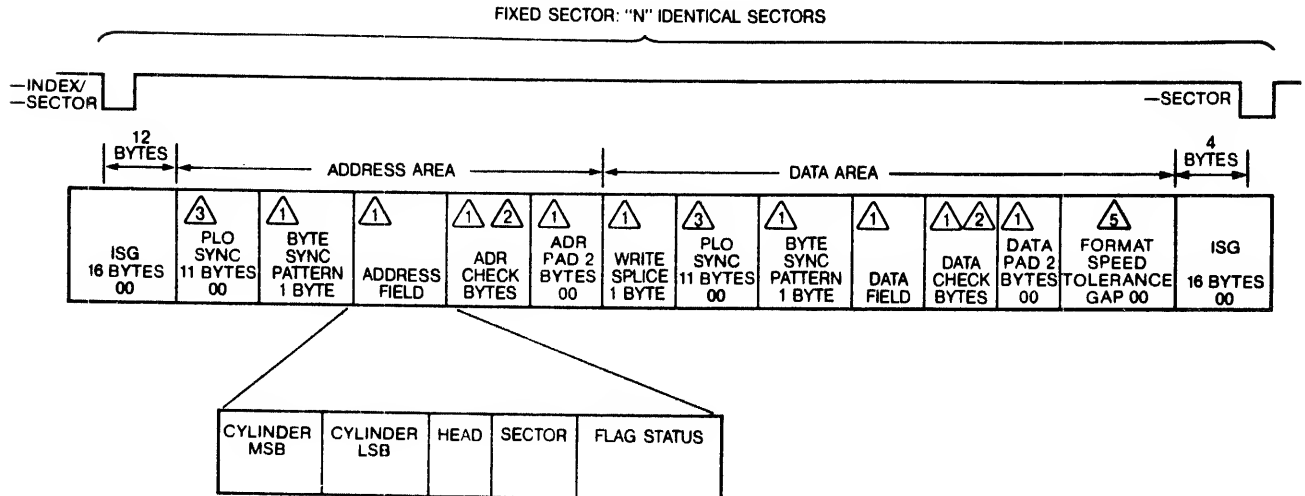 FIXED SECTOR: "N" IDENTICAL SECTORS
—INDEX/
—SECTOR
—SECTOR
12
BYTES
ADDRESS AREA
DATA AREA
4
BYTES
ISG
16 BYTES
00
3
PLO
SYNC
11 BYTES
00
1
BYTE
SYNC
PATTERN
1 BYTE
1
ADDRESS
FIELD
1 2
ADR
CHECK
BYTES
1
ADR
PAD 2
BYTES
00
1
WRITE
SPLICE
1 BYTE
3
PLO
SYNC
11 BYTES
00
1
BYTE
SYNC
PATTERN
1 BYTE
1
DATA
FIELD
1 2
DATA
CHECK
BYTES
1
DATA
PAD 2
BYTES
00
5
FORMAT
SPEED
TOLERANCE
GAP 00
ISG
16 BYTES
00
CYLINDER
MSB
CYLINDER
LSB
HEAD
SECTOR
FLAG STATUS